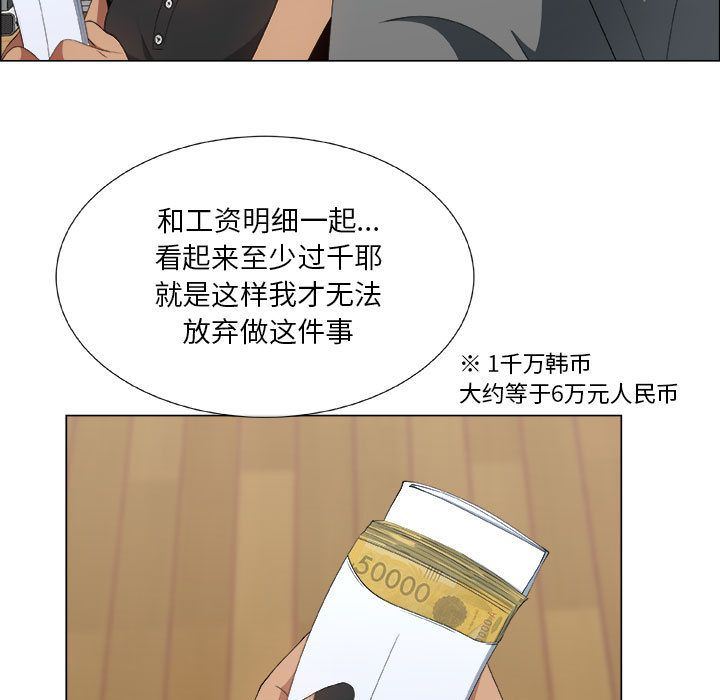 和工资明细一起...
看起来至少过千耶
就是这样我才无法
放弃做这件事
※ 1千万韩币
大约等于6万元人民币
50000